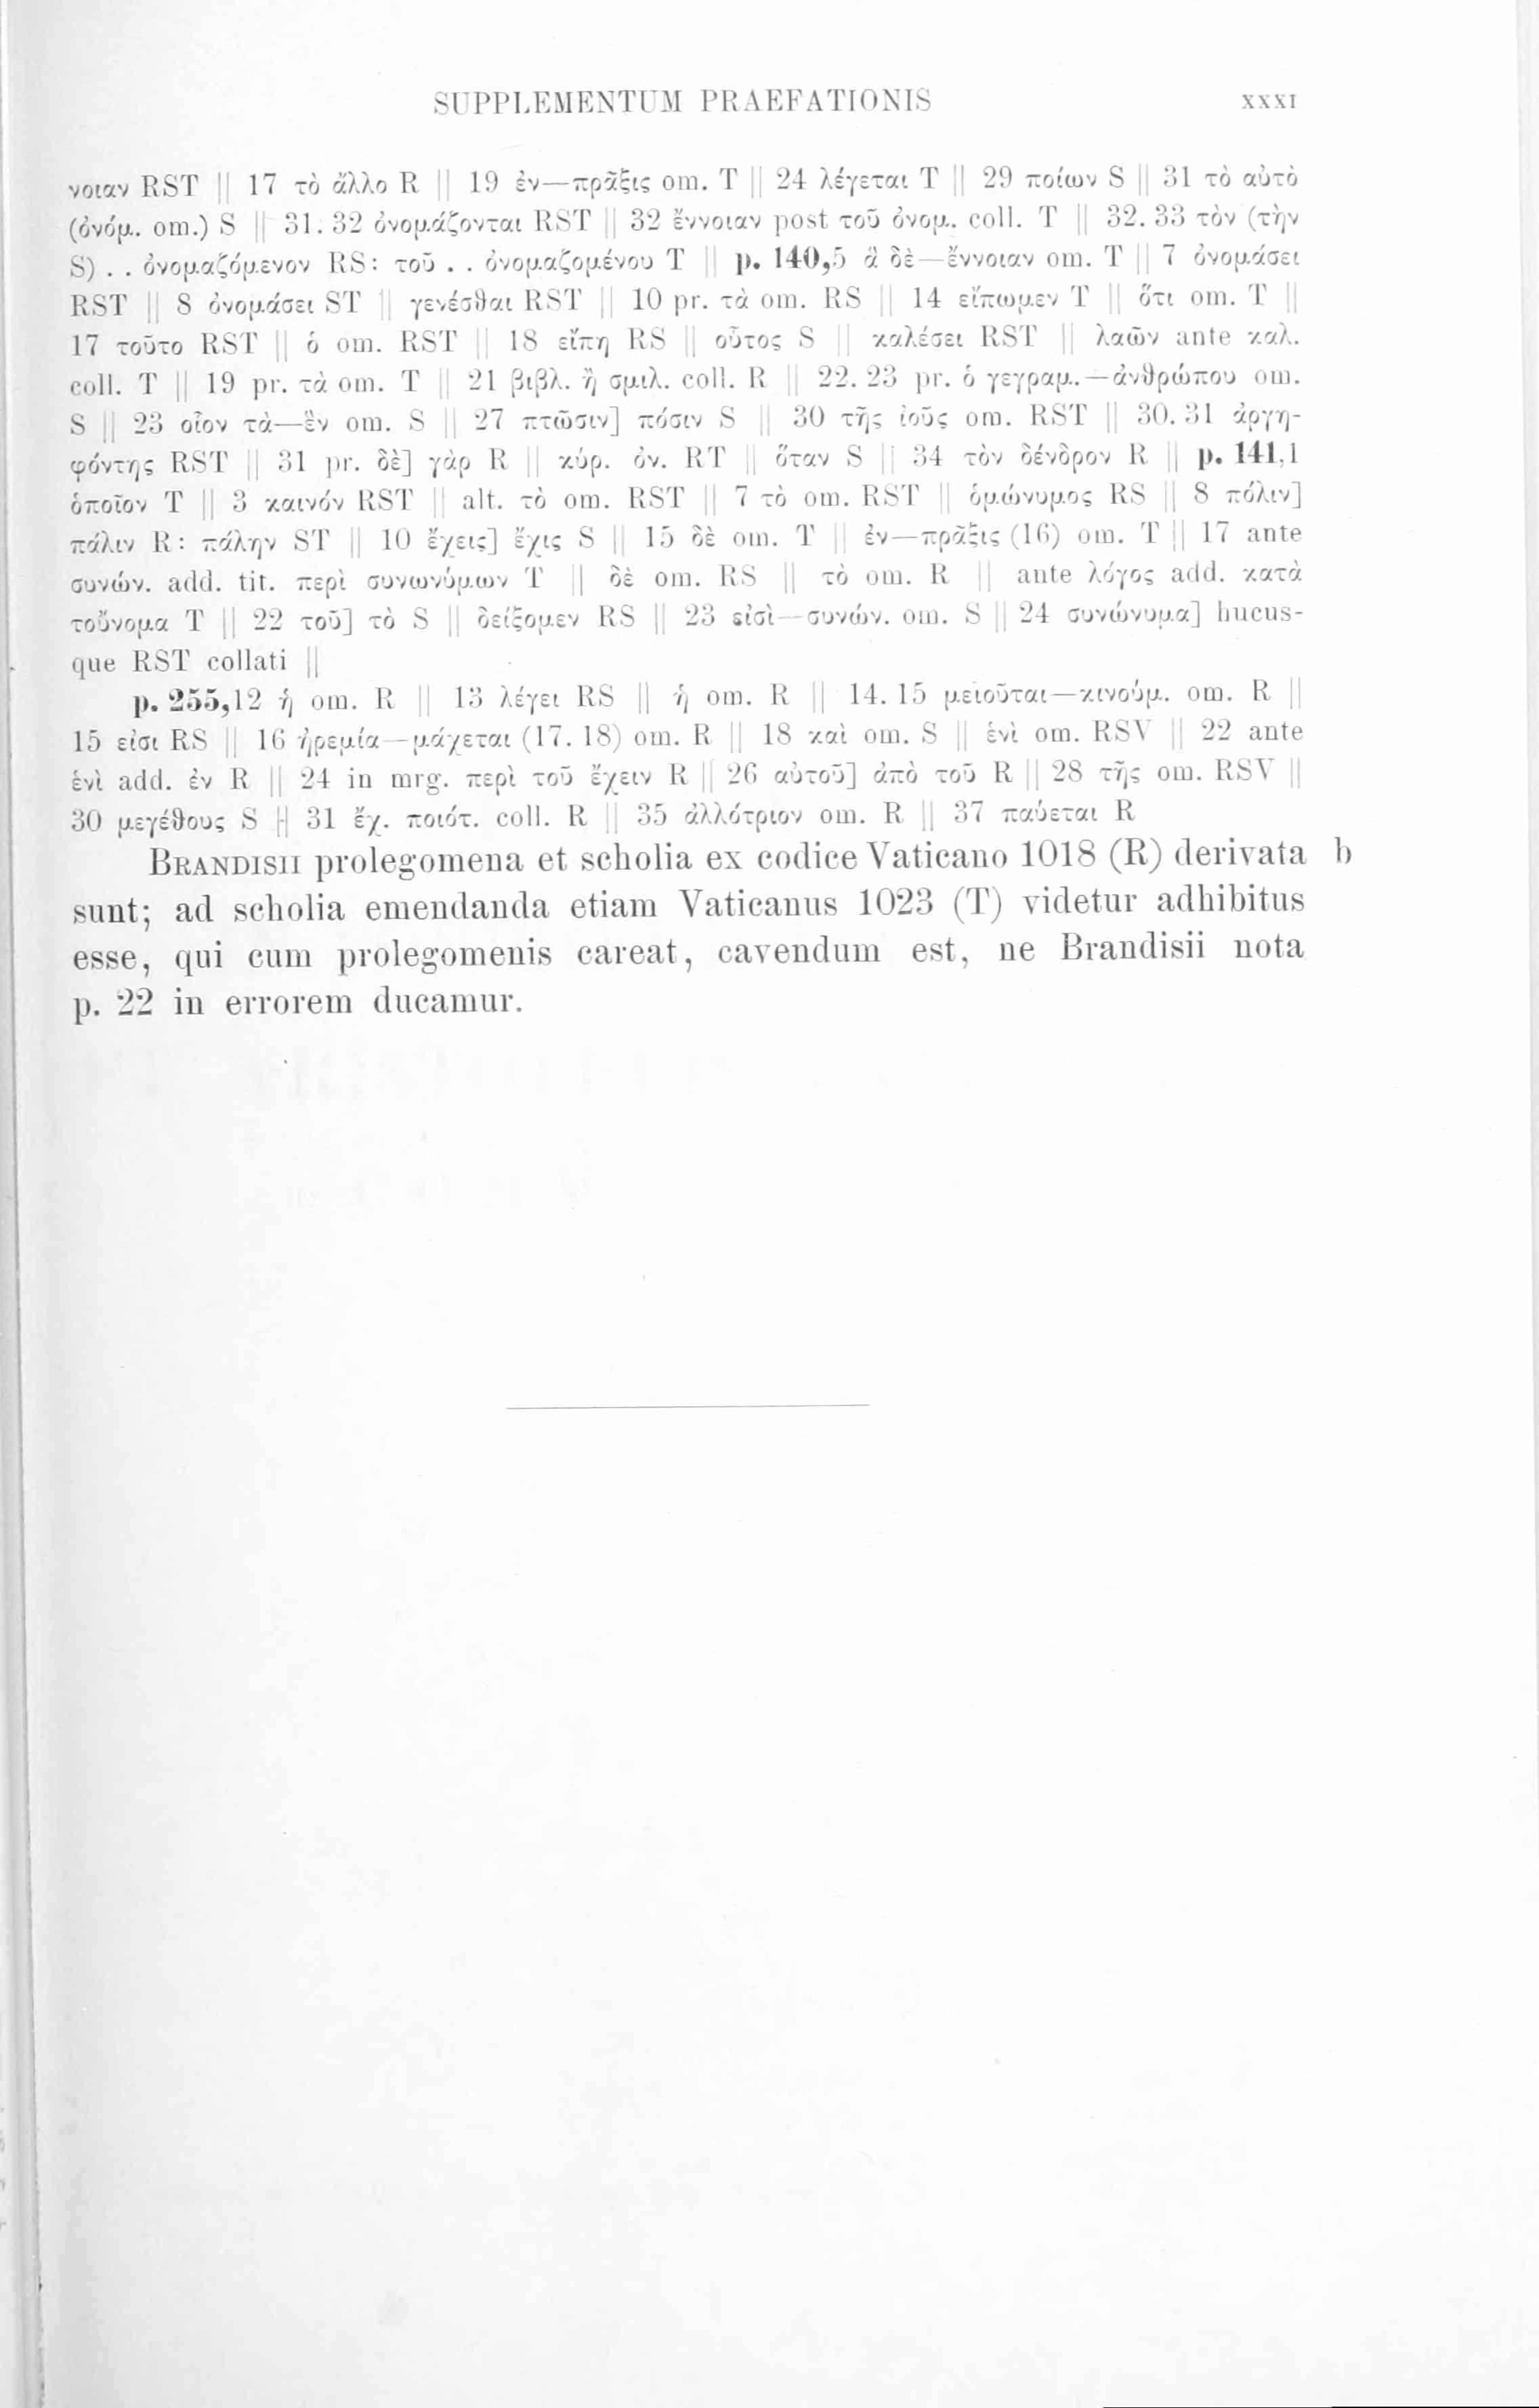 SUPPLEMENTUM PRAEFATIONIS XXXI
νοιαν RST || 17 τὸ ἄλλο R || 19 ἐν—πρᾶξις om. T || 24 λέγεται T || 29 ποίων S || 31 τὸ αὐτὸ
(ὀνόμ. om.) S || 31. 32 ὀνομάζονται RST || 32 ἔννοιαν post τοῦ ὀνομ. coll. T || 32. 33 τὸν (τὴν
S) . . ὀνομαζόμενον RS: τοῦ . . ὀνομαζομένου T || p. 140,5 ἃ δὲ—ἔννοιαν om. T || 7 ὀνομάσει
RST || 8 ὀνομάσει ST || γενέσθαι RST || 10 pr. τὰ om. RS || 14 εἴπωμεν T || ὅτι om. T ||
17 τοῦτο RST || ὁ om. RST || 18 εἴπη RS || οὗτος S || καλέσει RST || λαῶν ante καλ.
coll. T || 19 pr. τὰ om. T || 21 βιβλ. ἢ σμιλ. coll. R || 22. 23 pr. ὁ γεγραμ.—ἀνθρώπου om.
S || 23 οἷον τὰ—ἓν om. S || 27 πτῶσιν] πόσιν S || 30 τῆς ἰοῦς om. RST || 30. 31 ἀργη-
φόντης RST || 31 pr. δὲ] γὰρ R || κύρ. ὀν. RT || ὅταν S || 34 τὸν δένδρον R || p. 141,1
ὁποῖον T || 3 καινόν RST || alt. τὸ om. RST || 7 τὸ om. RST || ὁμώνυμος RS || 8 πόλιν]
πάλιν R: πάλην ST || 10 ἔχεις] ἔχις S || 15 δὲ om. T || ἐν—πρᾶξις (16) om. T || 17 ante
συνών. add. tit. περὶ συνωνύμων T || δὲ om. RS || τὸ om. R || ante λόγος add. κατὰ
τοὔνομα T || 22 τοῦ] τὸ S || δείξομεν RS || 23 εἰσὶ—συνών. om. S || 24 συνώνυμα] hucus-
que RST collati ||
p. 255,12 ἡ om. R || 13 λέγει RS || ἡ om. R || 14. 15 μειοῦται—κινούμ. om. R ||
15 εἰσι RS || 16 ἠρεμία—μάχεται (17. 18) om. R || 18 καὶ om. S || ἑνὶ om. RSV || 22 ante
ἑνὶ add. ἐν R || 24 in mrg. περὶ τοῦ ἔχειν R || 26 αὐτοῦ] ἀπὸ τοῦ R || 28 τῆς om. RSV ||
30 μεγέθους S || 31 ἔχ. ποιότ. coll. R || 35 ἀλλότριον om. R || 37 παύεται R
BRANDISII prolegomena et scholia ex codice Vaticano 1018 (R) derivata b
sunt; ad scholia emendanda etiam Vaticanus 1023 (T) videtur adhibitus
esse, qui cum prolegomenis careat, cavendum est, ne Brandisii nota
p. 22 in errorem ducamur.